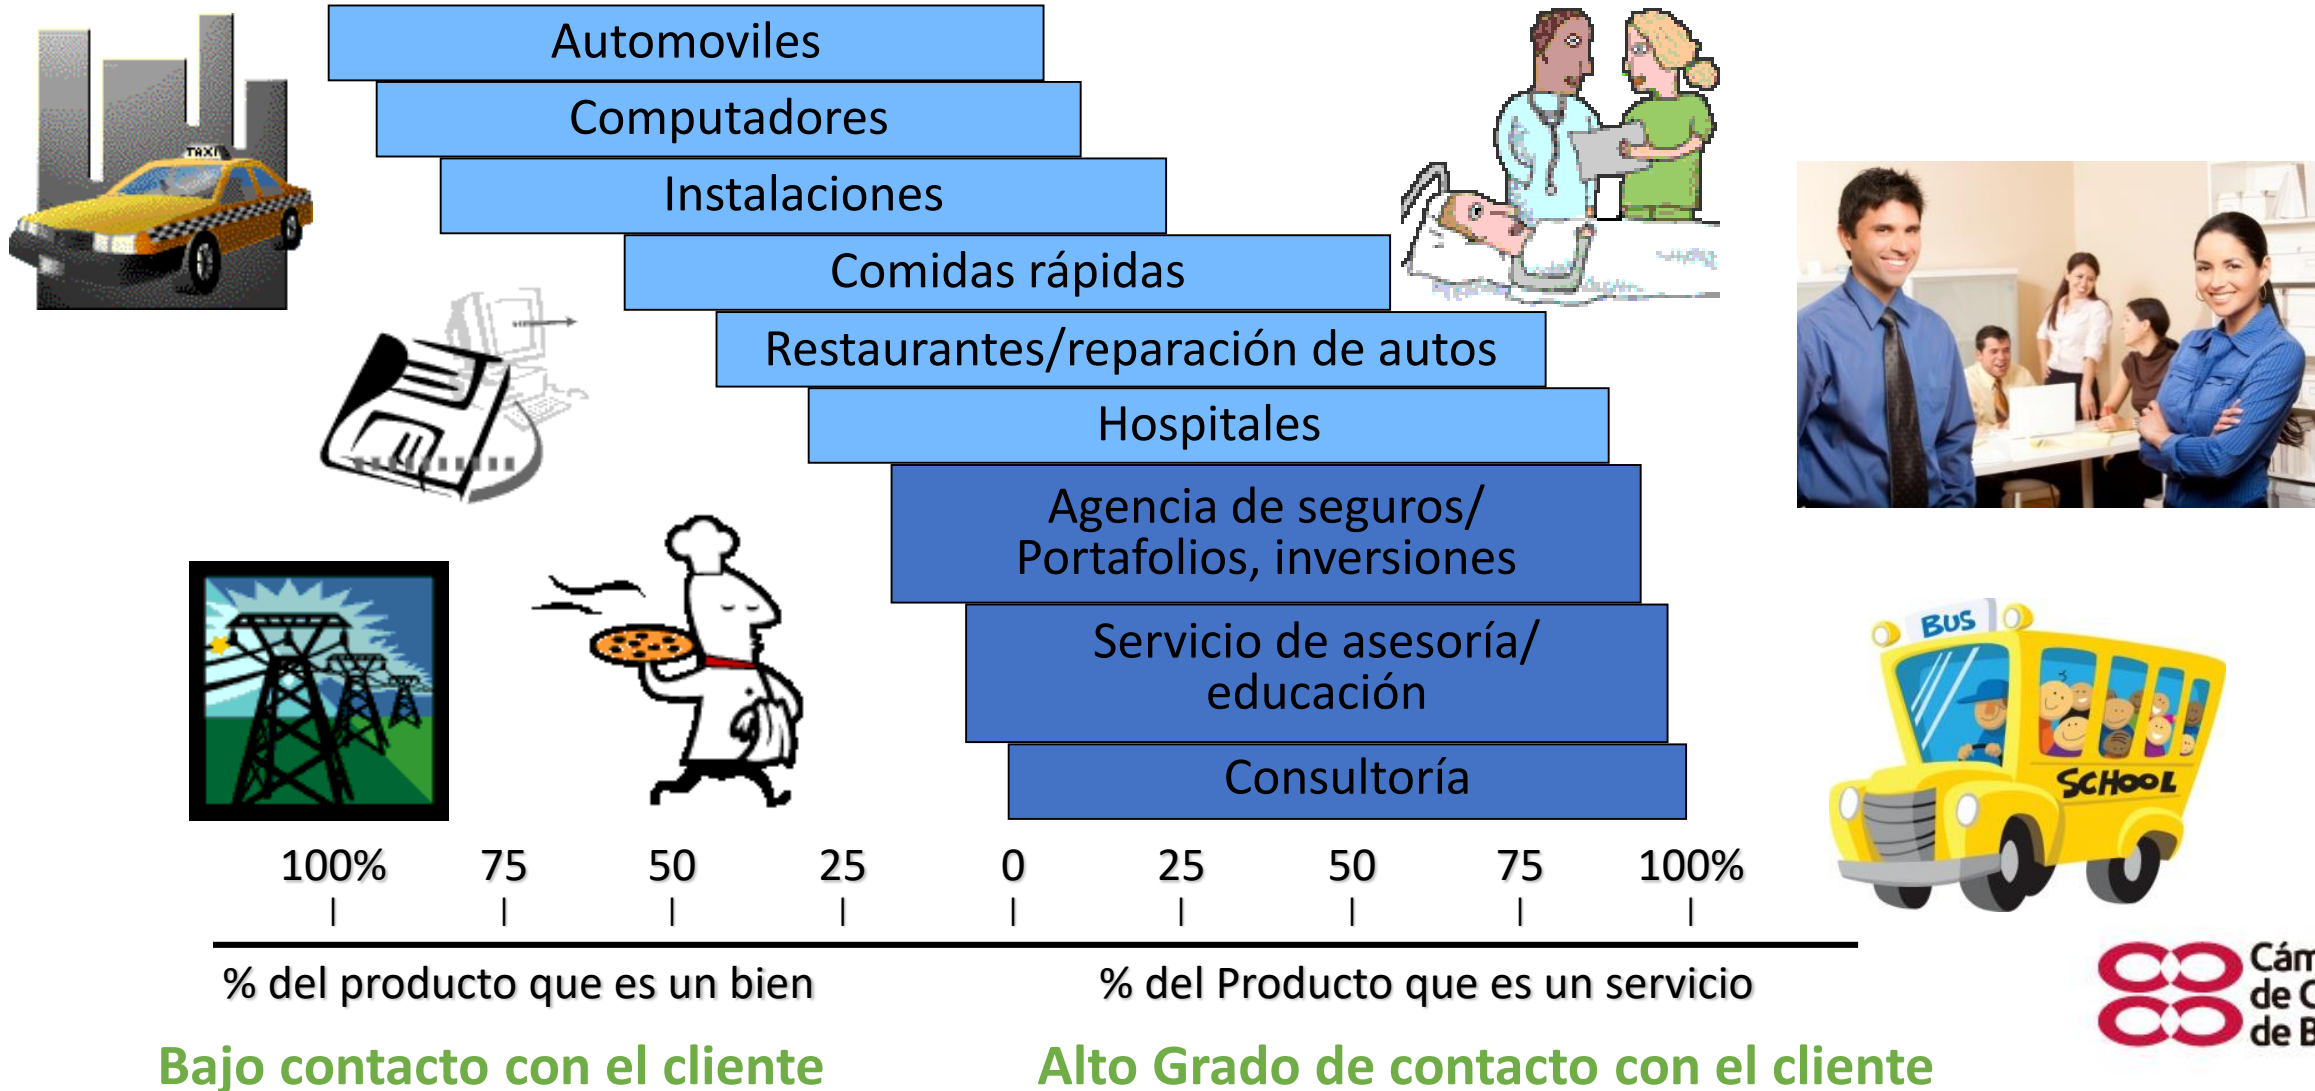 Automoviles
Computadores
Instalaciones
Comidas rápidas
Restaurantes/reparación de autos
Hospitales
Agencia de seguros/
Portafolios, inversiones
Servicio de asesoría/
educación
Consultoría
TAXI
BUS
SCHOOL
100% 75 50 25 0 25 50 75 100%
% del producto que es un bien
% del Producto que es un servicio
Bajo contacto con el cliente
Alto Grado de contacto con el cliente
de
de